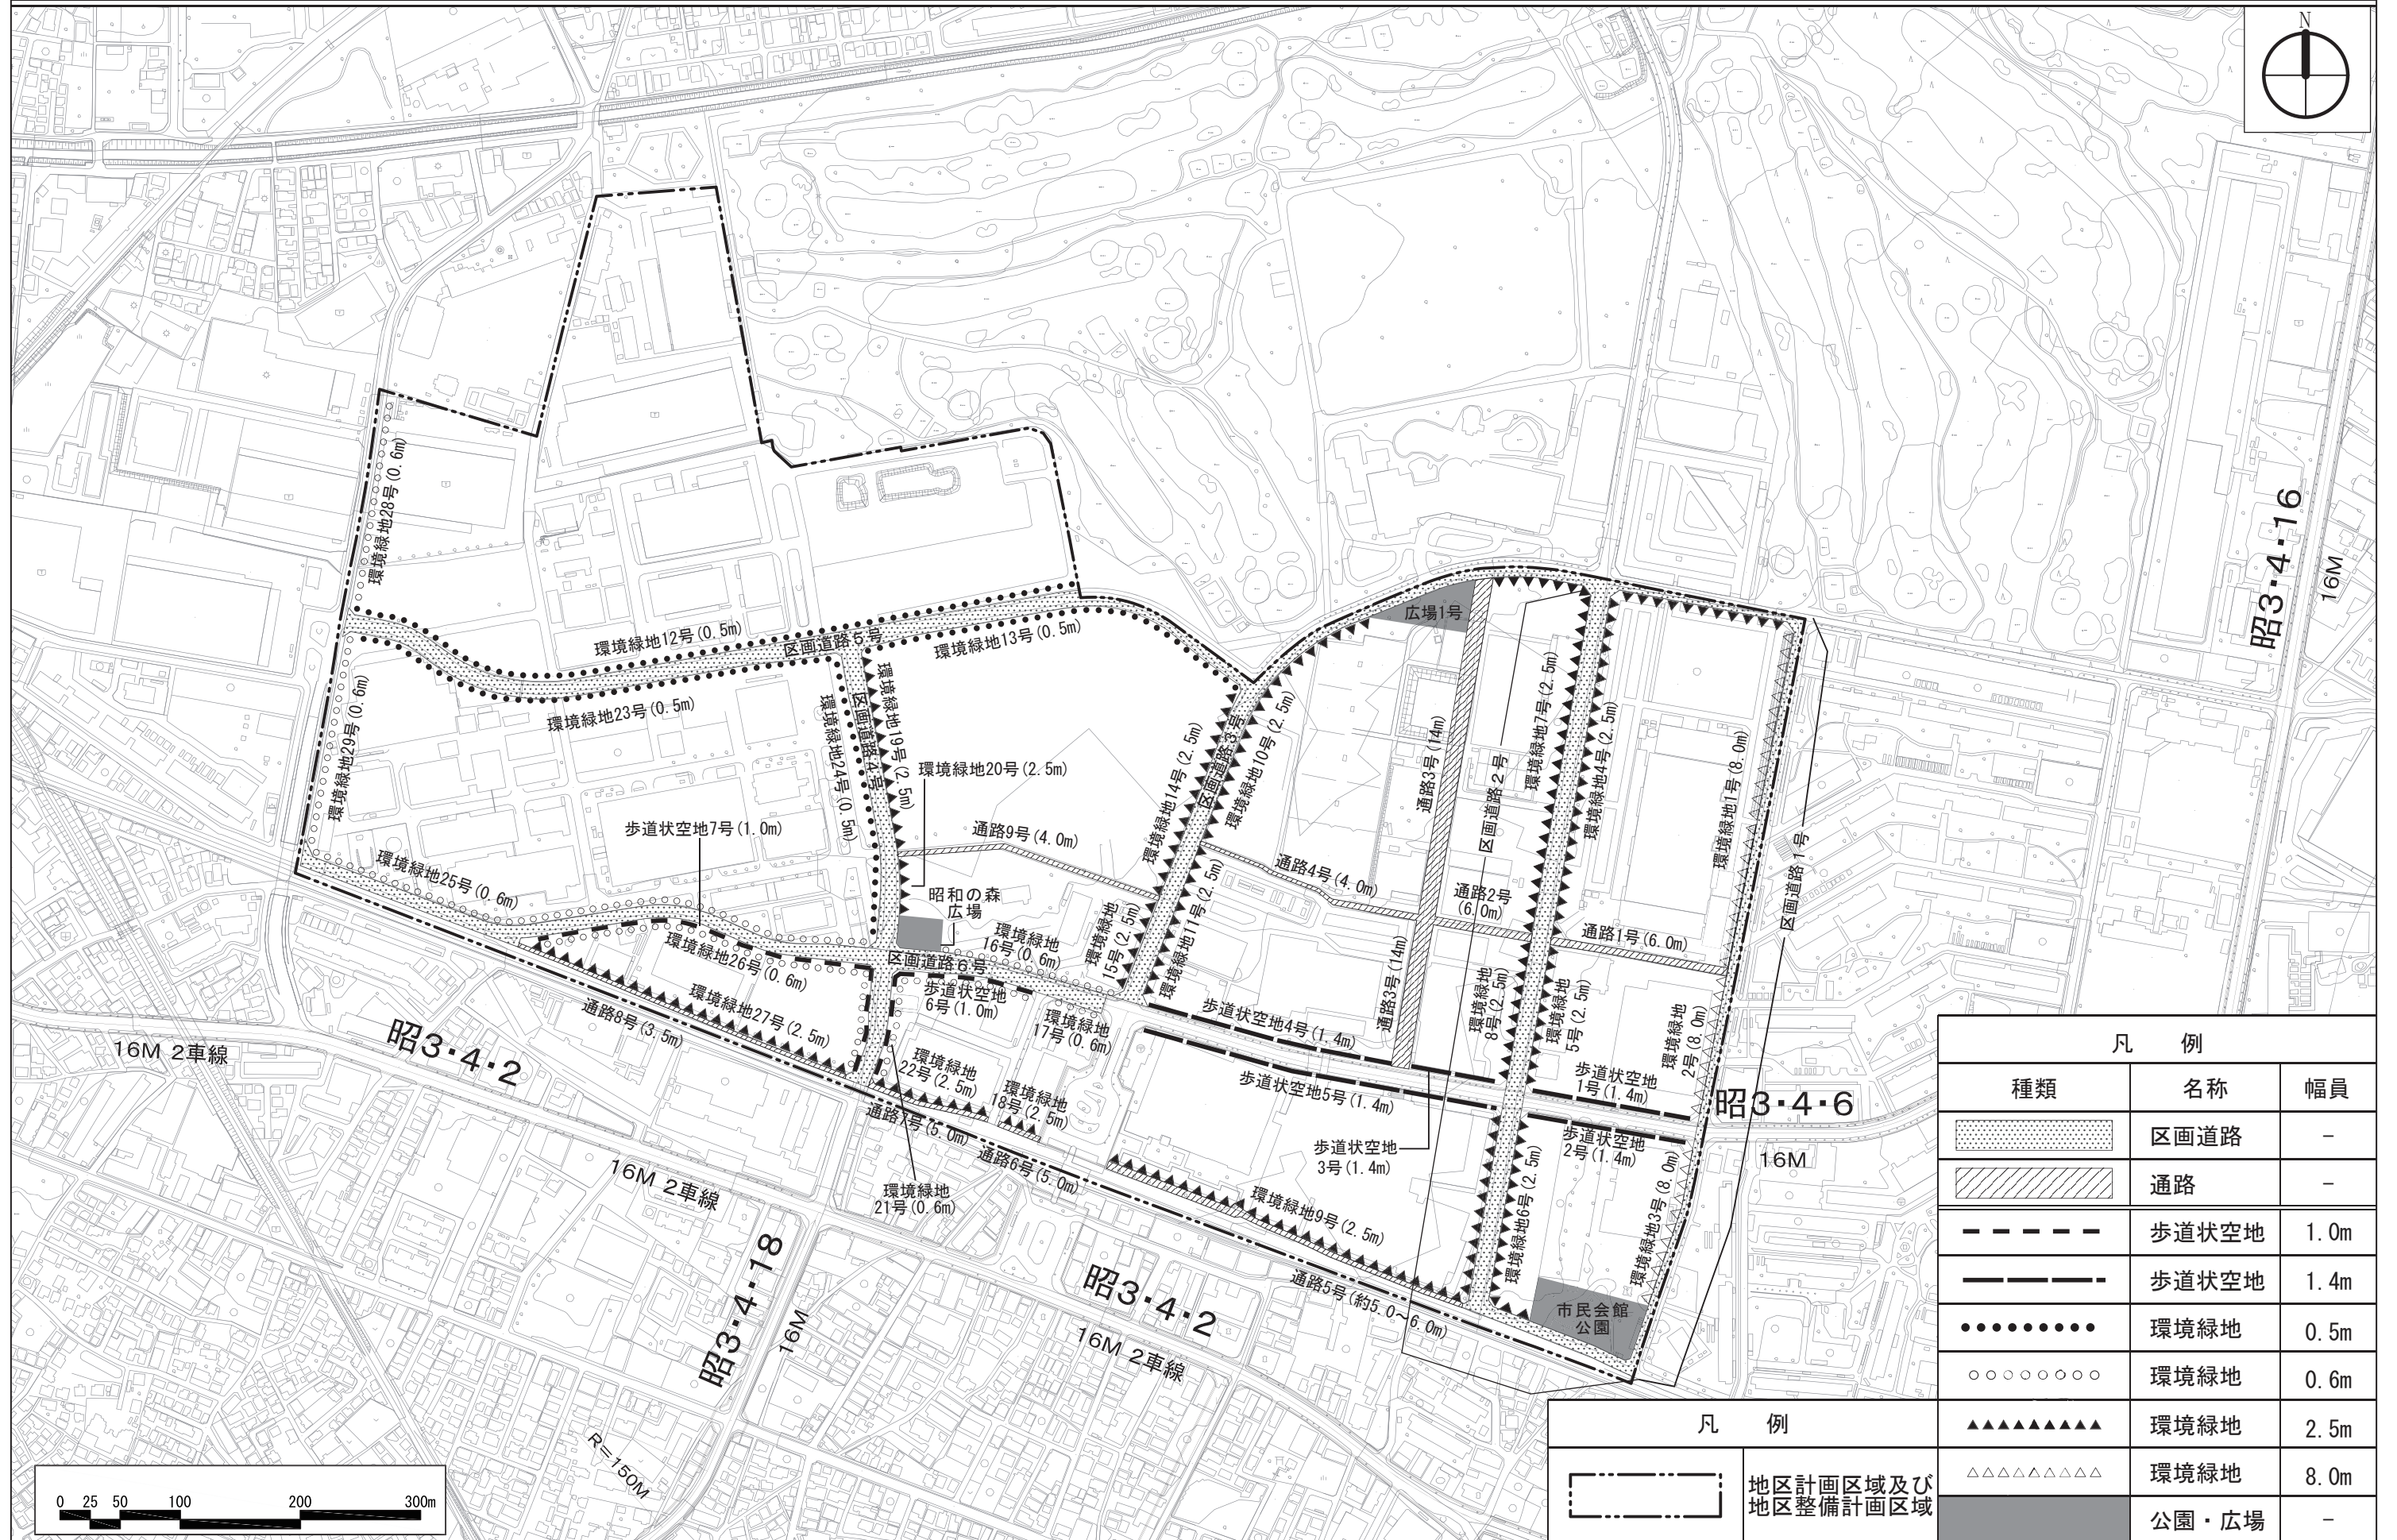 N
昭3・4・16
16M
環境緑地28号(0.6m)
環境緑地12号(0.5m)
区画道路5号
環境緑地13号(0.5m)
広場1号
環境緑地23号(0.5m)
環境緑地29号(0.6m)
環境緑地24号(0.5m)
区画道路4号
環境緑地19号(2.5m)
環境緑地20号(2.5m)
環境緑地14号(2.5m)
区画道路3号
環境緑地10号(2.5m)
通路3号(14m)
区画道路2号
環境緑地7号(2.5m)
環境緑地4号(2.5m)
環境緑地1号(8.0m)
区画道路1号
歩道状空地7号(1.0m)
通路9号(4.0m)
環境緑地25号(0.6m)
昭和の森
広場
環境緑地
16号(0.6m)
環境緑地
15号(2.5m)
環境緑地11号(2.5m)
通路4号(4.0m)
通路2号
(6.0m)
通路1号(6.0m)
環境緑地26号(0.6m)
区画道路6号
歩道状空地
6号(1.0m)
環境緑地
17号(0.6m)
歩道状空地4号(1.4m)
通路3号(14m)
環境緑地
8号(2.5m)
環境緑地
5号(2.5m)
環境緑地
2号(8.0m)
環境緑地27号(2.5m)
通路8号(3.5m)
昭3・4・2
16M 2車線
環境緑地
22号(2.5m)
環境緑地
18号(2.5m)
歩道状空地5号(1.4m)
歩道状空地
1号(1.4m)
昭3・4・6
16M
通路7号(5.0m)
通路6号(5.0m)
歩道状空地
3号(1.4m)
歩道状空地
2号(1.4m)
環境緑地
21号(0.6m)
16M 2車線
環境緑地9号(2.5m)
環境緑地6号(2.5m)
環境緑地3号(8.0m)
昭3・4・18
16M
昭3・4・2
16M 2車線
通路5号(約5.0～6.0m)
市民会館
公園
R=150M
0 25 50 100 200 300m
凡 例
地区計画区域及び
地区整備計画区域
凡 例
種類 名称 幅員
区画道路 －
通路 －
歩道状空地 1.0m
歩道状空地 1.4m
環境緑地 0.5m
環境緑地 0.6m
環境緑地 2.5m
環境緑地 8.0m
公園・広場 －